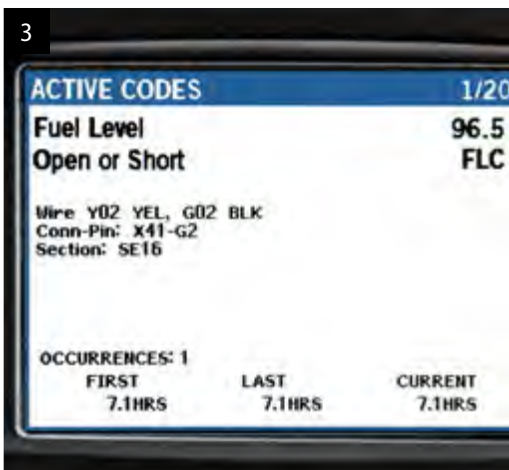 3
ACTIVE CODES 1/20
Fuel Level 96.5
Open or Short FLC
Wire Y02 YEL, G02 BLK
Conn-Pin: X41-G2
Section: SE16
OCCURRENCES: 1
FIRST LAST CURRENT
7.1HRS 7.1HRS 7.1HRS